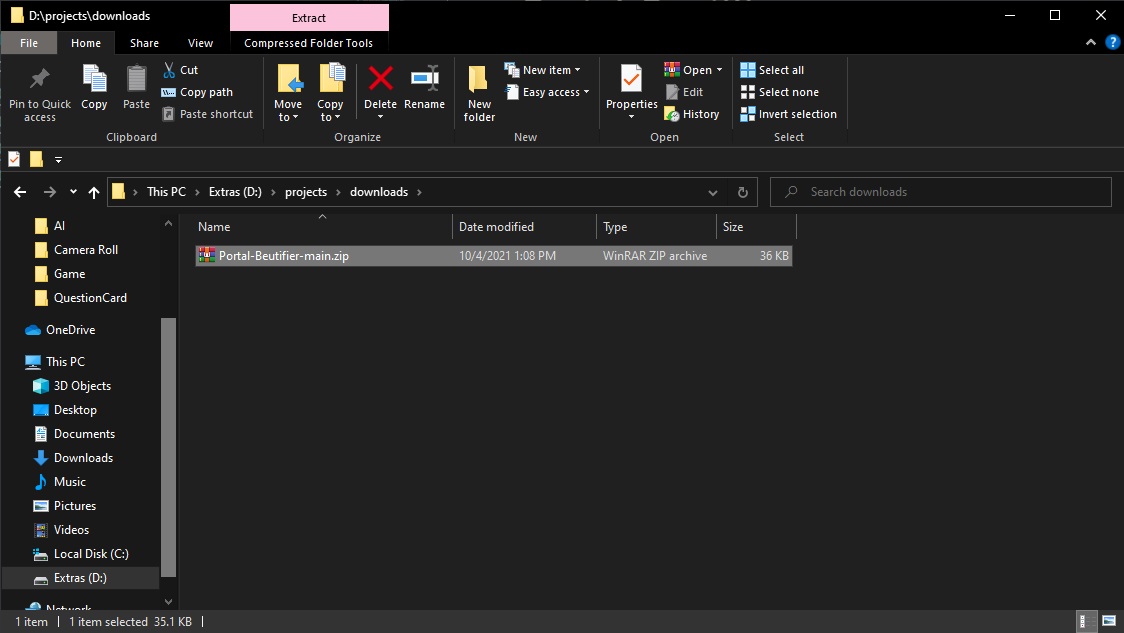 D:\projects\downloads
Extract
File
Home
Share
View
Compressed Folder Tools
?
Pin to Quick access
Copy
Paste
Cut
Copy path
Paste shortcut
Clipboard
Move to
Copy to
Delete
Rename
Organize
New folder
New item
Easy access
New
Properties
Open
Edit
History
Open
Select all
Select none
Invert selection
Select
This PC
Extras (D:)
projects
downloads
Search downloads
AI
Camera Roll
Game
QuestionCard
OneDrive
This PC
3D Objects
Desktop
Documents
Downloads
Music
Pictures
Videos
Local Disk (C:)
Extras (D:)
Network
Name
Date modified
Type
Size
Portal-Beutifier-main.zip
10/4/2021 1:08 PM
WinRAR ZIP archive
36 KB
1 item
1 item selected 35.1 KB